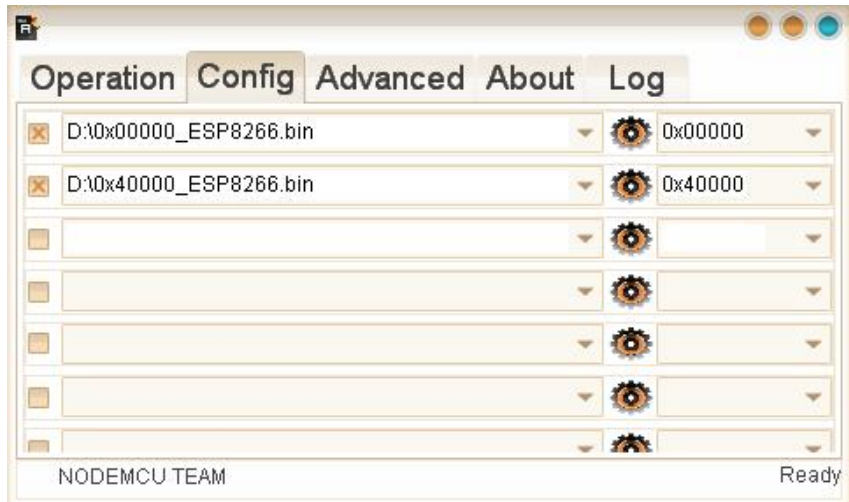 Operation Config Advanced About Log
D:\0x00000_ESP8266.bin 0x00000
D:\0x40000_ESP8266.bin 0x40000
NODEMCU TEAM Ready